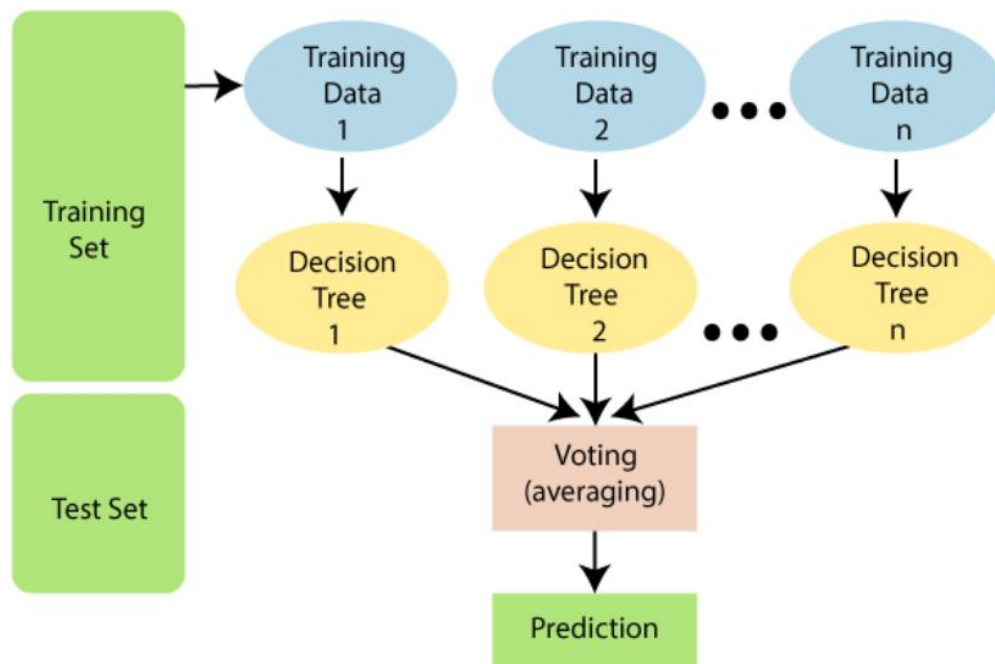 Training
Set
Test Set
Training
Data
1
Training
Data
2
Training
Data
n
Decision
Tree
1
Decision
Tree
2
Decision
Tree
n
Voting
(averaging)
Prediction